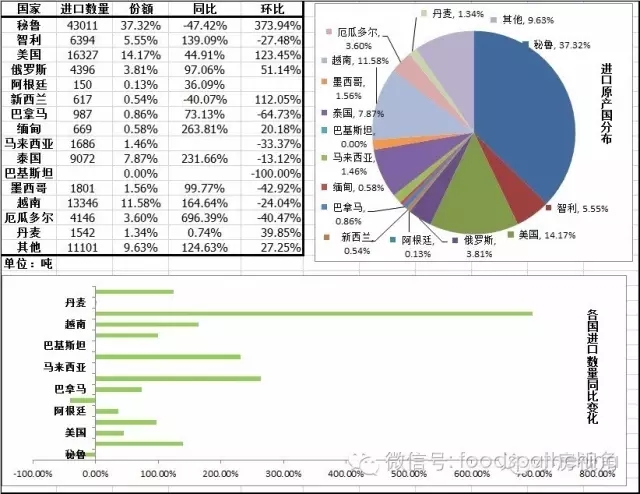 国家 进口数量 份额 同比 环比
秘鲁 43011 37.32% -47.42% 373.94%
智利 6394 5.55% 139.09% -27.48%
美国 16327 14.17% 44.91% 123.45%
俄罗斯 4396 3.81% 97.06% 51.14%
阿根廷 150 0.13% 36.09%
新西兰 617 0.54% -40.07% 112.05%
巴拿马 987 0.86% 73.13% -64.73%
缅甸 669 0.58% 263.81% 20.18%
马来西亚 1686 1.46% -33.37%
泰国 9072 7.87% 231.66% -13.12%
巴基斯坦 0.00% -100.00%
墨西哥 1801 1.56% 99.77% -42.92%
越南 13346 11.58% 164.64% -24.04%
厄瓜多尔 4146 3.60% 696.39% -40.47%
丹麦 1542 1.34% 0.74% 39.85%
其他 11101 9.63% 124.63% 27.25%
单位：吨
进口原产国分布
丹麦, 1.34%
其他, 9.63%
厄瓜多尔,
3.60%
秘鲁, 37.32%
越南, 11.58%
墨西哥,
1.56%
泰国, 7.87%
巴基斯坦,
0.00%
马来西亚,
1.46%
缅甸, 0.58%
巴拿马,
0.86%
新西兰,
0.54%
阿根廷,
0.13%
俄罗斯,
3.81%
美国, 14.17%
智利, 5.55%
各国进口数量同比变化
丹麦
越南
巴基斯坦
马来西亚
巴拿马
阿根廷
美国
秘鲁
-100.00% 0.00% 100.00% 200.00% 300.00% 400.00% 500.00% 600.00% 700.00% 800.00%
微信号: